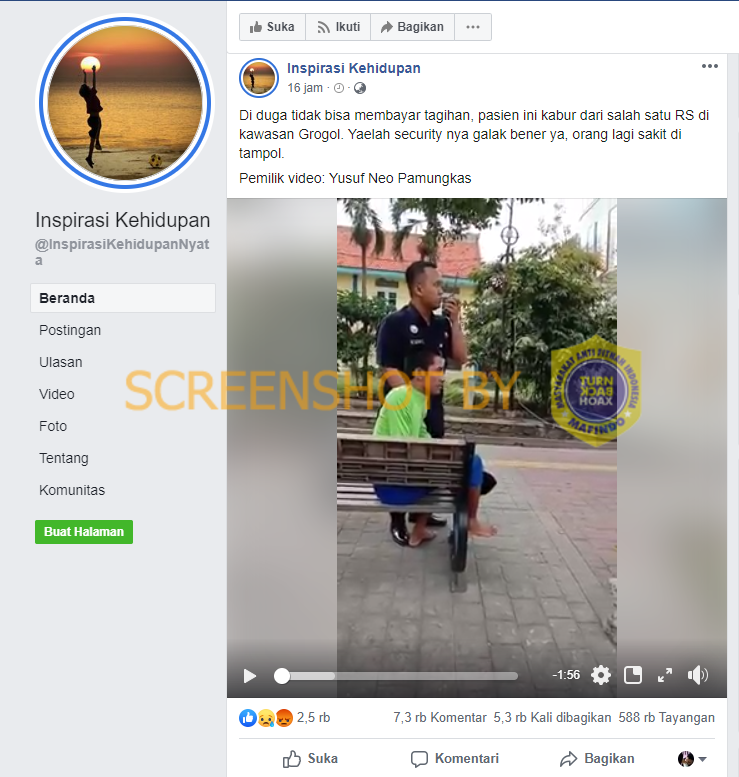 Suka
Ikuti
Bagikan
Inspirasi Kehidupan
16 jam
Di duga tidak bisa membayar tagihan, pasien ini kabur dari salah satu RS di
kawasan Grogol. Yaelah security nya galak bener ya, orang lagi sakit di
tampol.
Pemilik video: Yusuf Neo Pamungkas
Inspirasi Kehidupan
@InspirasiKehidupanNyat
a
Beranda
Postingan
Ulasan
Video
Foto
Tentang
Komunitas
Buat Halaman
SCREENSHOT BY
MASYARAKAT ANTI FITNAH INDONESIA
TURN
BACK
HOAX
MAFINDO
-1:56
2,5 rb
7,3 rb Komentar 5,3 rb Kali dibagikan 588 rb Tayangan
Suka
Komentari
Bagikan